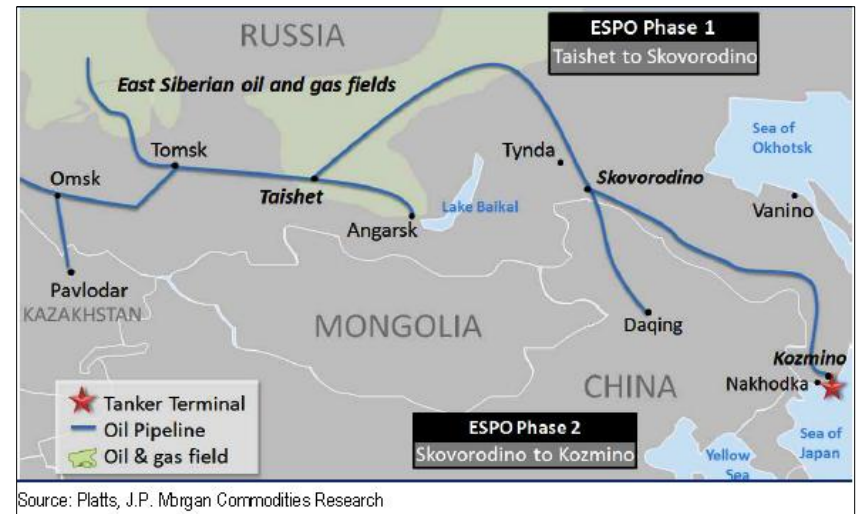 RUSSIA
ESPO Phase 1
Taishet to Skovorodino
East Siberian oil and gas fields
Sea of
Okhotsk
Tomsk
Tynda
Omsk
Skovorodino
Taishet
Lake Baikal
Vanino
Angarsk
Pavlodar
KAZAKHSTAN
MONGOLIA
Daqing
Kozmino
CHINA
Nakhodka
Tanker Terminal
Oil Pipeline
Oil & gas field
ESPO Phase 2
Skovorodino to Kozmino
Sea of
Japan
Yellow
Sea
Source: Platts, J.P. Morgan Commodities Research